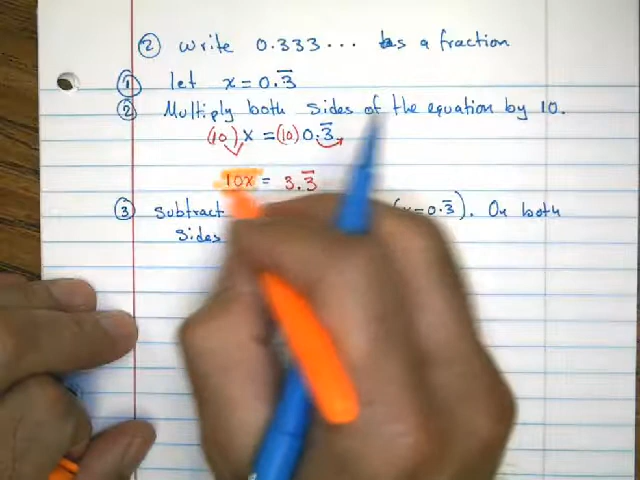 ② Write 0.333... as a fraction
① let x = 0.3̅
② Multiply both sides of the equation by 10.
(10) x = (10) 0.3̅
10x = 3.3̅
③ Subtract = 0.3̅). On both
sides